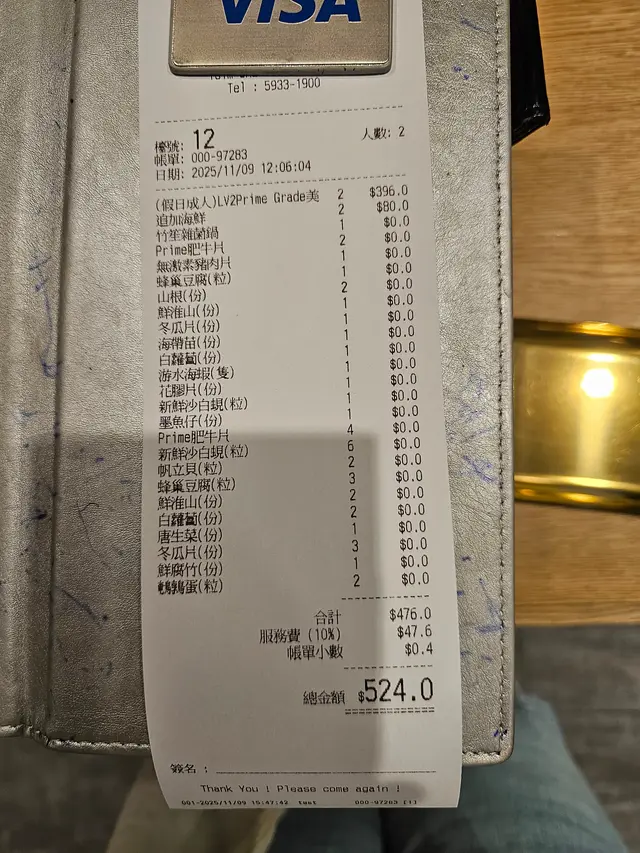 VISA
Tel : 5933-1900
檯號: 12 人數: 2
帳單: 000-97283
日期: 2025/11/09 12:06:04
(假日成人)LV2Prime Grade美 2 $396.0
追加海鮮 2 $80.0
竹笙雜菌鍋 1 $0.0
Prime肥牛片 2 $0.0
無激素豬肉片 1 $0.0
蜂巢豆腐(粒) 1 $0.0
山根(份) 2 $0.0
鮮淮山(份) 1 $0.0
冬瓜片(份) 1 $0.0
海帶苗(份) 1 $0.0
白蘿蔔(份) 1 $0.0
游水海蝦(隻) 1 $0.0
花膠片(份) 1 $0.0
新鮮沙白蜆(粒) 1 $0.0
墨魚仔(份) 1 $0.0
Prime肥牛片 4 $0.0
新鮮沙白蜆(粒) 6 $0.0
帆立貝(粒) 2 $0.0
蜂巢豆腐(粒) 3 $0.0
鮮淮山(份) 2 $0.0
白蘿蔔(份) 2 $0.0
唐生菜(份) 1 $0.0
冬瓜片(份) 3 $0.0
鮮腐竹(份) 1 $0.0
鵪鶉蛋(粒) 2 $0.0
合計 $476.0
服務費 (10%) $47.6
帳單小數 $0.4
總金額 $524.0
簽名 :
Thank You ! Please come again !
001-2025/11/09 15:47:42 test 000-97283 [1]